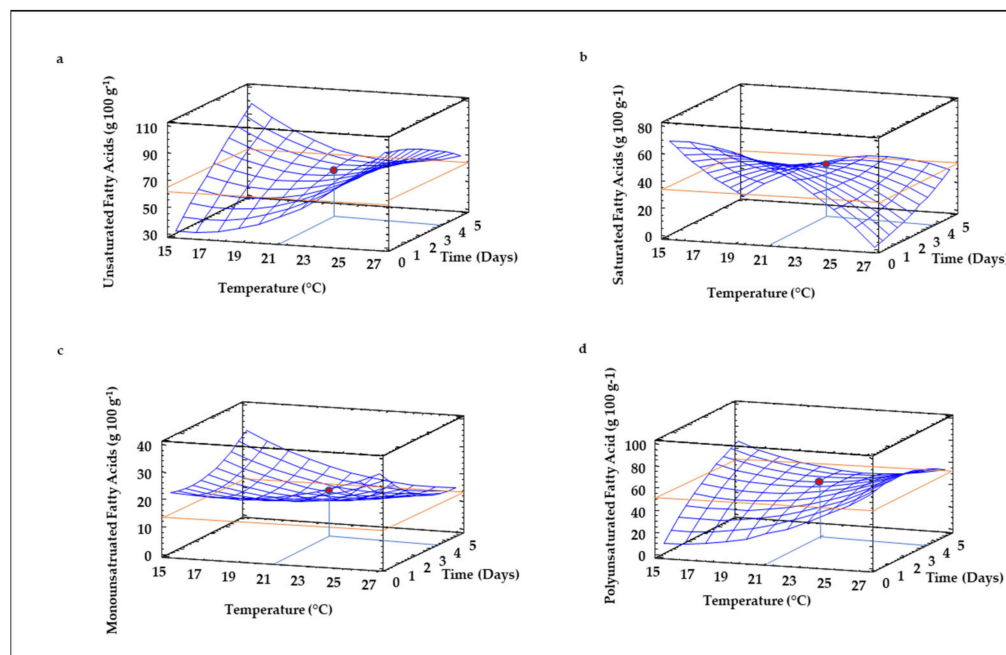 a
Unsaturated Fatty Acids (g 100 g-1)
110
90
70
50
30
15 17 19 21 23 25 27
0 1 2 3 4 5
Time (Days)
Temperature (°C)
b
Saturated Fatty Acids (g 100 g-1)
80
60
40
20
0
15 17 19 21 23 25 27
0 1 2 3 4 5
Time (Days)
Temperature (°C)
c
Monounsatruated Fatty Acids (g 100 g-1)
40
30
20
10
0
15 17 19 21 23 25 27
0 1 2 3 4 5
Time (Days)
Temperature (°C)
d
Polyunsaturated Fatty Acid (g 100 g-1)
100
80
60
40
20
0
15 17 19 21 23 25 27
0 1 2 3 4 5
Time (Days)
Temperature (°C)